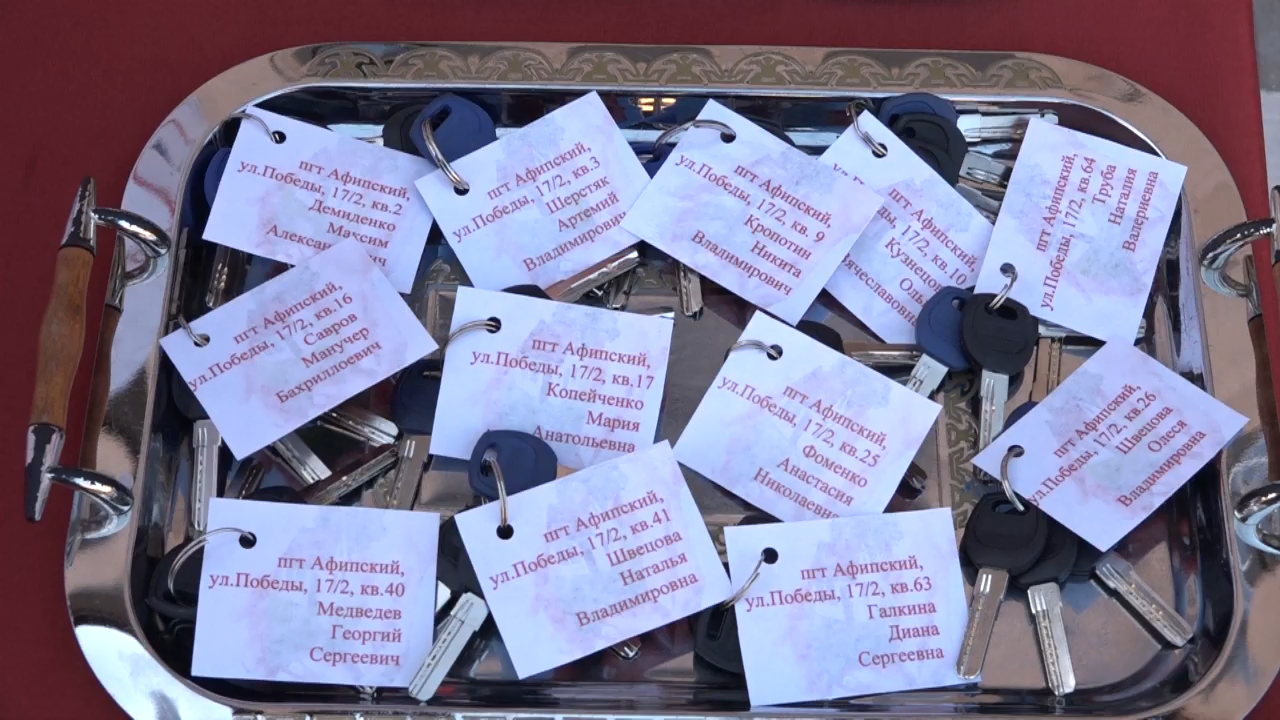 пгт Афипский,
ул.Победы, 17/2, кв.2
Демиденко
Максим
пгт Афипский,
ул.Победы, 17/2, кв.3
Шерстяк
Артемий
Владимирович
пгт Афипский,
ул.Победы, 17/2, кв. 9
Кропотин
Никита
Владимирович
пгт Афипский,
17/2, кв.10
пгт Афипский,
ул.Победы, 17/2, кв.64
Труба
Наталия
Валериевна
пгт Афипский,
ул.Победы, 17/2, кв.16
Савров
Манучер
Бахриллоевич
пгт Афипский,
ул.Победы, 17/2, кв.17
Копейченко
Мария
Анатольевна
пгт Афипский,
ул.Победы, 17/2, кв.25
Фоменко
Анастасия
Николаевна
пгт Афипский,
ул.Победы, 17/2, кв.26
Швецова
Олеся
Владимировна
пгт Афипский,
ул.Победы, 17/2, кв.40
Медведев
Георгий
Сергеевич
пгт Афипский,
ул.Победы, 17/2, кв.41
Швецова
Наталья
Владимировна
пгт Афипский,
ул.Победы, 17/2, кв.63
Галкина
Диана
Сергеевна